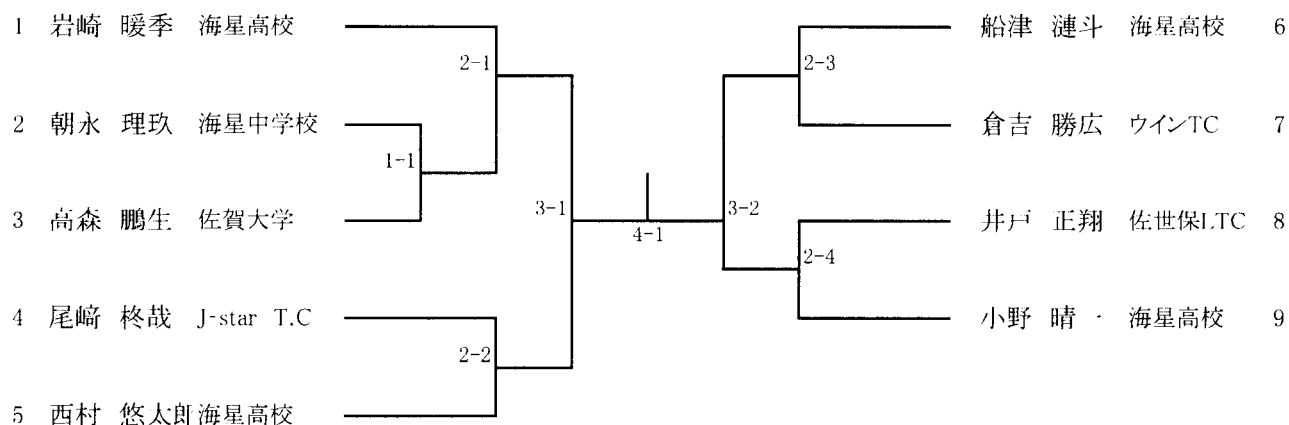 1 岩崎 暖季 海星高校
2-1
2 朝永 理玖 海星中学校
1-1
3 高森 鵬生 佐賀大学
3-1
4 尾﨑 柊哉 J-star T.C
2-2
5 西村 悠太郎 海星高校
4-1
船津 漣斗 海星高校 6
2-3
倉吉 勝広 ウインTC 7
3-2
井戸 正翔 佐世保LTC 8
2-4
小野 晴一 海星高校 9